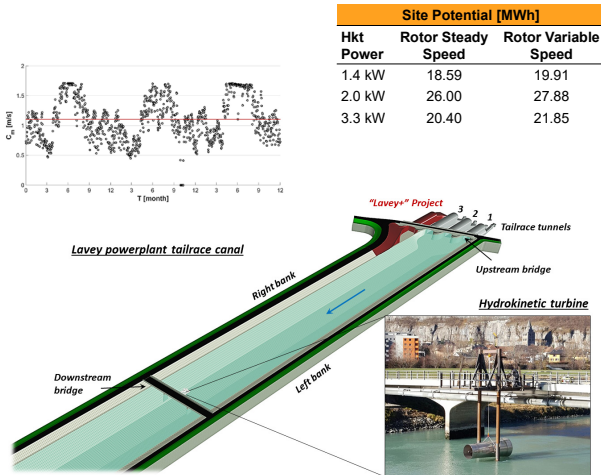 Site Potential [MWh]
Hkt Power Rotor Steady Speed Rotor Variable Speed
1.4 kW 18.59 19.91
2.0 kW 26.00 27.88
3.3 kW 20.40 21.85
2
1.5
1
0.5
0
Cm [m/s]
0 3 6 9 12 3 6 9 12 3 6 9 12
T [month]
"Lavey+" Project
3 2 1
Tailrace tunnels
Lavey powerplant tailrace canal
Upstream bridge
Right bank
Hydrokinetic turbine
Downstream bridge
Left bank